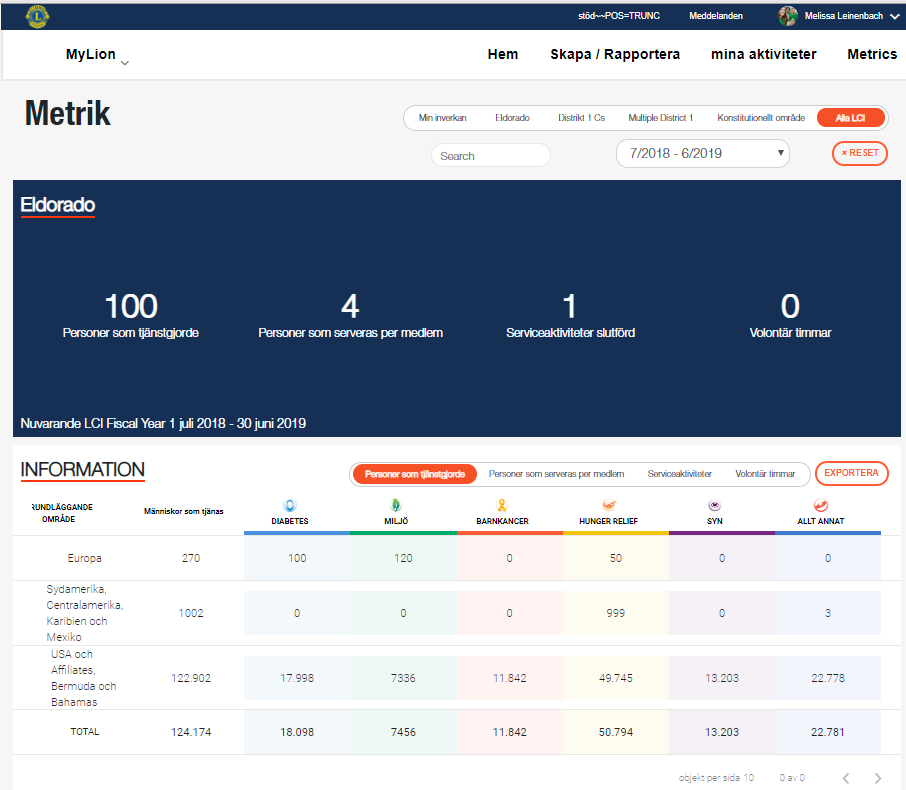 stöd~~POS=TRUNC Meddelanden Melissa Leinenbach
MyLion Hem Skapa / Rapportera mina aktiviteter Metrics
Metrik
Min inverkan Eldorado Distrikt 1 Cs Multiple District 1 Konstitutionellt område Alla LCI
Search 7/2018 - 6/2019 × RESET
Eldorado
100 4 1 0
Personer som tjänstgjorde Personer som serveras per medlem Serviceaktiviteter slutförd Volontär timmar
Nuvarande LCI Fiscal Year 1 juli 2018 - 30 juni 2019
INFORMATION
Personer som tjänstgjorde Personer som serveras per medlem Serviceaktiviteter Volontär timmar EXPORTERA
RUNDLÄGGANDE
OMRÅDE Människor som tjänas DIABETES MILJÖ BARNKANCER HUNGER RELIEF SYN ALLT ANNAT
Europa 270 100 120 0 50 0 0
Sydamerika,
Centralamerika,
Karibien och
Mexiko
1002 0 0 0 999 0 3
USA och
Affiliates,
Bermuda och
Bahamas
122.902 17.998 7336 11.842 49.745 13.203 22.778
TOTAL 124.174 18.098 7456 11.842 50.794 13.203 22.781
objekt per sida 10 0 av 0